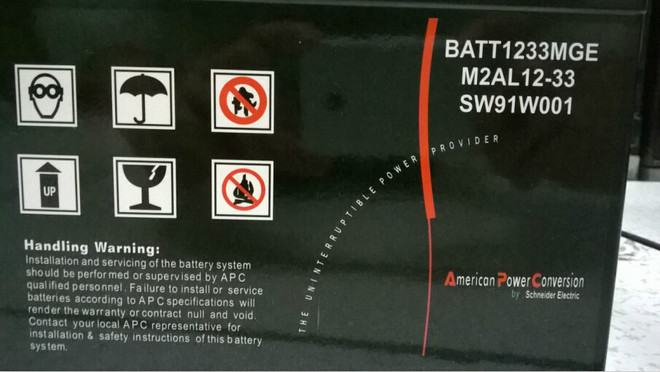 BATT1233MGE
M2AL12-33
SW91W001
THE UNINTERRUPTIBLE POWER PROVIDER
UP
Handling Warning:
Installation and servicing of the battery system
should be performed or supervised by APC
qualified personnel. Failure to install or service
batteries according to APC specifications will
render the warranty or contract null and void.
Contact your local APC representative for
installation & safety instructions of this battery
system.
American Power Conversion
by Schneider Electric